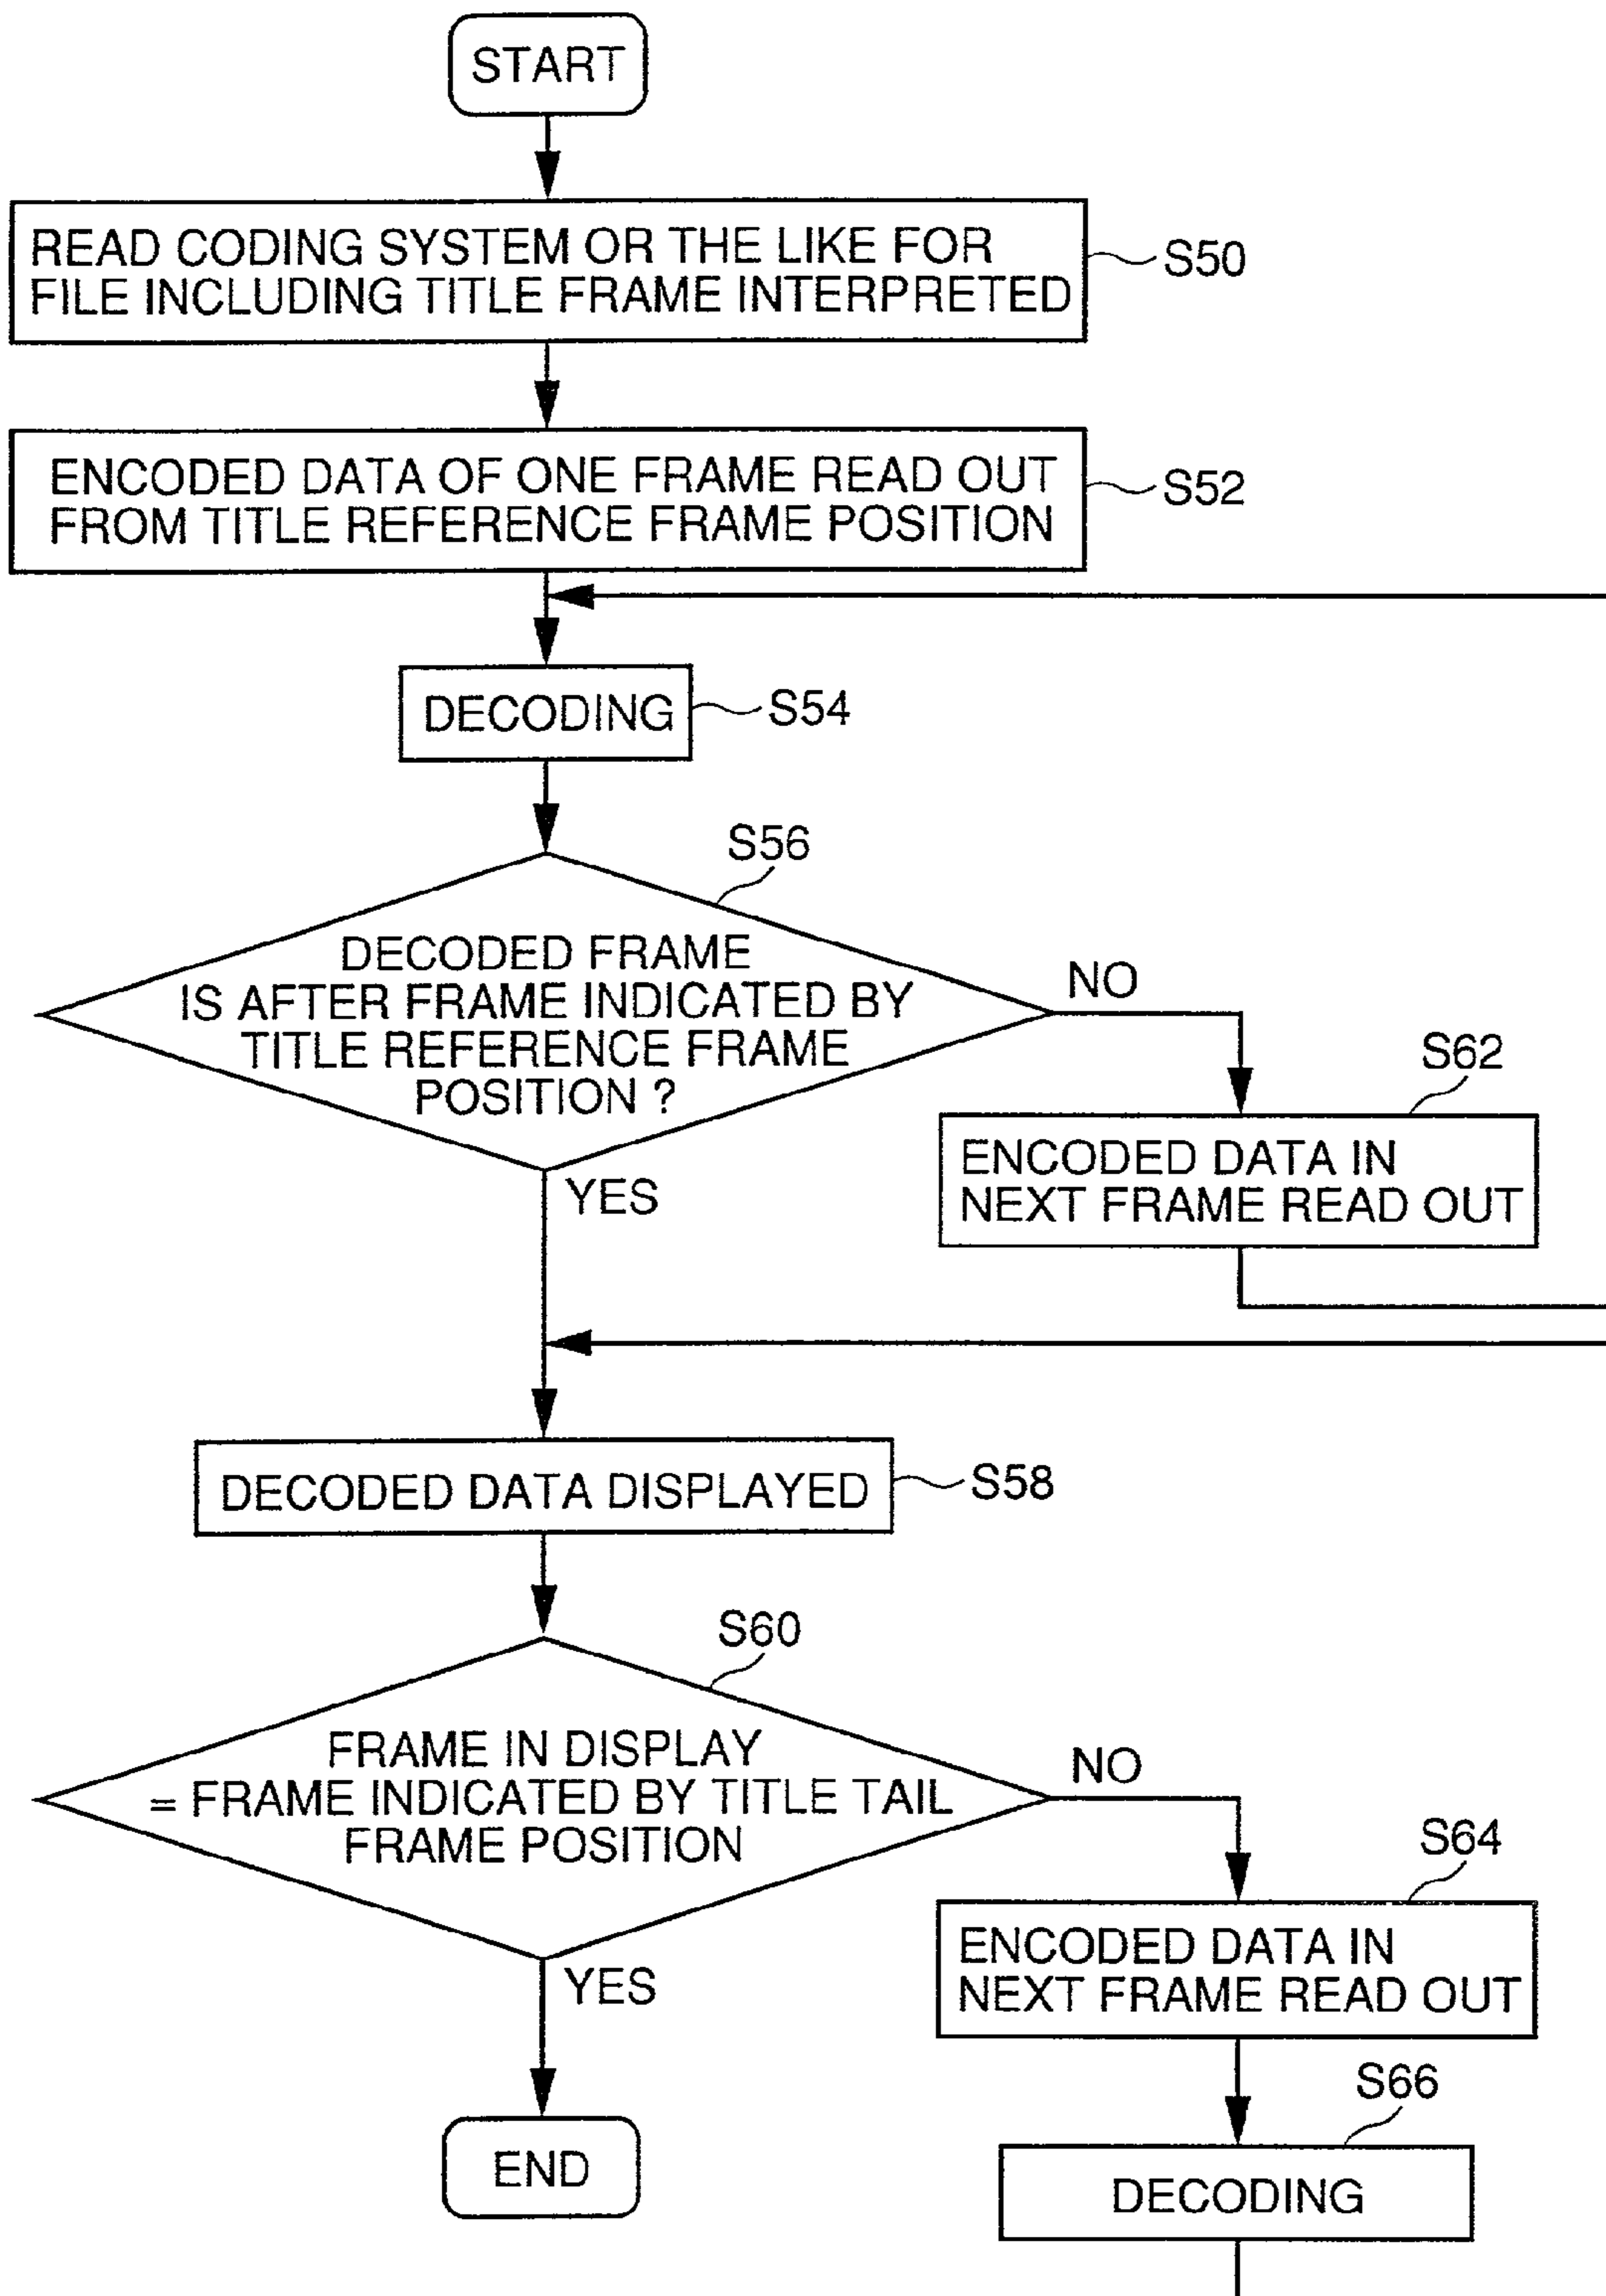 START
READ CODING SYSTEM OR THE LIKE FOR
FILE INCLUDING TITLE FRAME INTERPRETED
S50
ENCODED DATA OF ONE FRAME READ OUT
FROM TITLE REFERENCE FRAME POSITION
S52
DECODING
S54
S56
DECODED FRAME
IS AFTER FRAME INDICATED BY
TITLE REFERENCE FRAME
POSITION ?
NO
YES
S62
ENCODED DATA IN
NEXT FRAME READ OUT
DECODED DATA DISPLAYED
S58
S60
FRAME IN DISPLAY
= FRAME INDICATED BY TITLE TAIL
FRAME POSITION
NO
YES
S64
ENCODED DATA IN
NEXT FRAME READ OUT
S66
DECODING
END